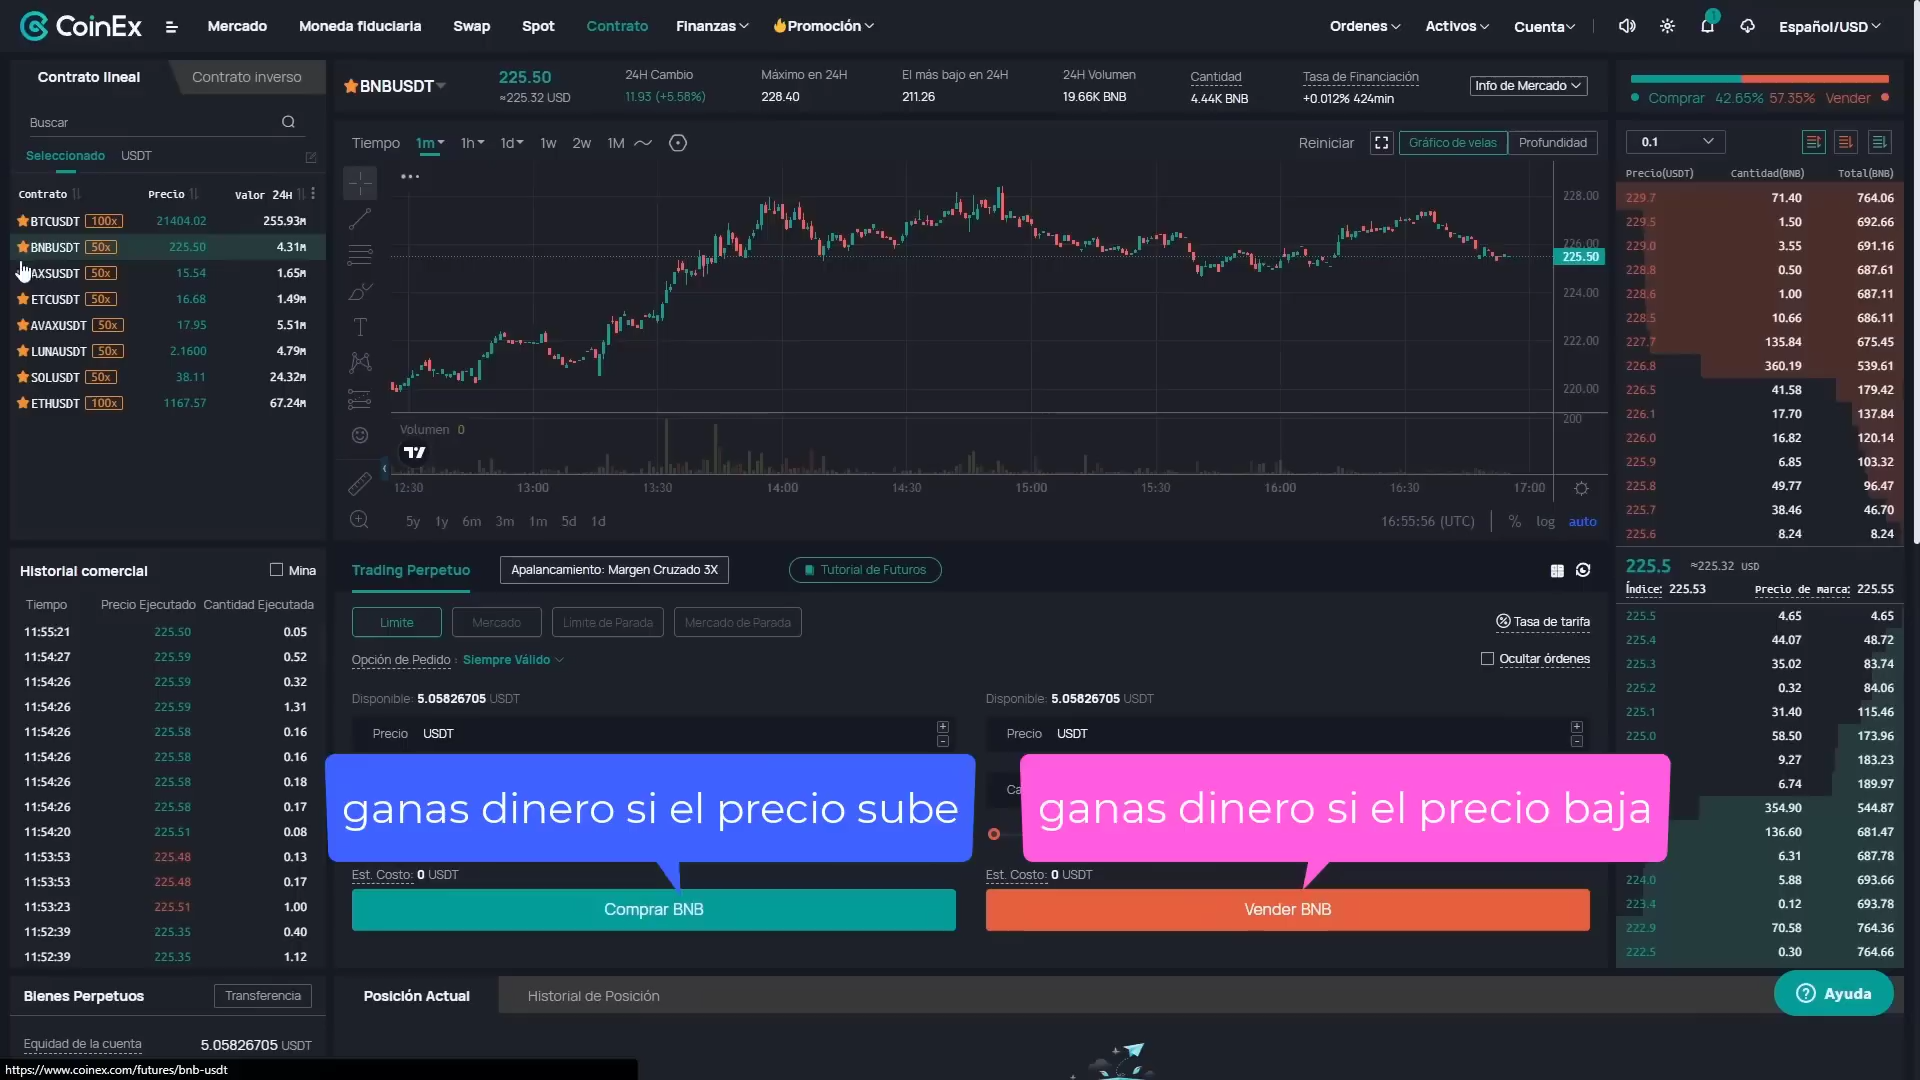 CoinEx
Mercado Moneda fiduciaria Swap Spot Contrato Finanzas Promoción
Ordenes Activos Cuenta 1 Español/USD
Contrato lineal Contrato inverso
Buscar
Seleccionado USDT
Contrato Precio Valor 24H
BTCUSDT 100x 21404.02 255.93M
BNBUSDT 50x 225.50 4.31M
AXSUSDT 50x 15.54 1.65M
ETCUSDT 50x 16.68 1.49M
AVAXUSDT 50x 17.95 5.51M
LUNAUSDT 50x 2.1600 4.79M
SOLUSDT 50x 38.11 24.32M
ETHUSDT 100x 1167.57 67.24M
BNBUSDT
225.50
≈225.32 USD
24H Cambio
11.93 (+5.58%)
Máximo en 24H
228.40
El más bajo en 24H
211.26
24H Volumen
19.66K BNB
Cantidad
4.44K BNB
Tasa de Financiación
+0.012% 424min
Info de Mercado
Tiempo 1m 1h 1d 1w 2w 1M
Reiniciar Gráfico de velas Profundidad
228.00
226.00
225.50
224.00
222.00
220.00
200
Volumen 0
12:30 13:00 13:30 14:00 14:30 15:00 15:30 16:00 16:30 17:00
5y 1y 6m 3m 1m 5d 1d
16:55:56 (UTC) % log auto
Comprar 42.65% 57.35% Vender
0.1
Precio(USDT) Cantidad(BNB) Total(BNB)
229.7 71.40 764.06
229.5 1.50 692.66
229.0 3.55 691.16
228.8 0.50 687.61
228.6 1.00 687.11
228.5 10.66 686.11
227.7 135.84 675.45
226.8 360.19 539.61
226.5 41.58 179.42
226.1 17.70 137.84
226.0 16.82 120.14
225.9 6.85 103.32
225.8 49.77 96.47
225.7 38.46 46.70
225.6 8.24 8.24
225.5 ≈225.32 USD
Índice: 225.53 Precio de marca: 225.55
225.5 4.65 4.65
225.4 44.07 48.72
225.3 35.02 83.74
225.2 0.32 84.06
225.1 31.40 115.46
225.0 58.50 173.96
9.27 183.23
6.74 189.97
354.90 544.87
136.60 681.47
6.31 687.78
224.0 5.88 693.66
223.4 0.12 693.78
222.9 70.58 764.36
222.5 0.30 764.66
Historial comercial Mina
Tiempo Precio Ejecutado Cantidad Ejecutada
11:55:21 225.50 0.05
11:54:27 225.59 0.52
11:54:26 225.59 0.32
11:54:26 225.59 1.31
11:54:26 225.58 0.16
11:54:26 225.58 0.16
11:54:26 225.58 0.18
11:54:26 225.58 0.17
11:54:20 225.51 0.08
11:53:53 225.48 0.13
11:53:53 225.48 0.17
11:53:23 225.51 1.00
11:52:39 225.35 0.40
11:52:39 225.35 1.12
Trading Perpetuo Apalancamiento: Margen Cruzado 3X Tutorial de Futuros
Limite Mercado Limite de Parada Mercado de Parada
Tasa de tarifa
Opción de Pedido : Siempre Válido
Ocultar órdenes
Disponible: 5.05826705 USDT
Precio USDT
ganas dinero si el precio sube
Est. Costo: 0 USDT
Comprar BNB
Disponible: 5.05826705 USDT
Precio USDT
Ca
ganas dinero si el precio baja
Est. Costo: 0 USDT
Vender BNB
Bienes Perpetuos Transferencia
Equidad de la cuenta 5.05826705 USDT
Posición Actual Historial de Posición
Ayuda
https://www.coinex.com/futures/bnb-usdt